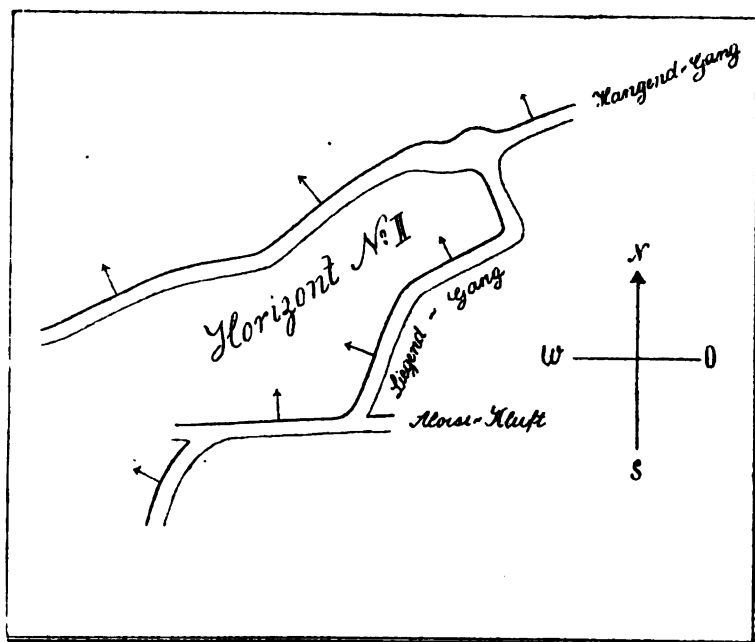 Hangend-Gang
Horizont No: II
Liegend - Gang
Aloisi-Kluft
N
W
O
S